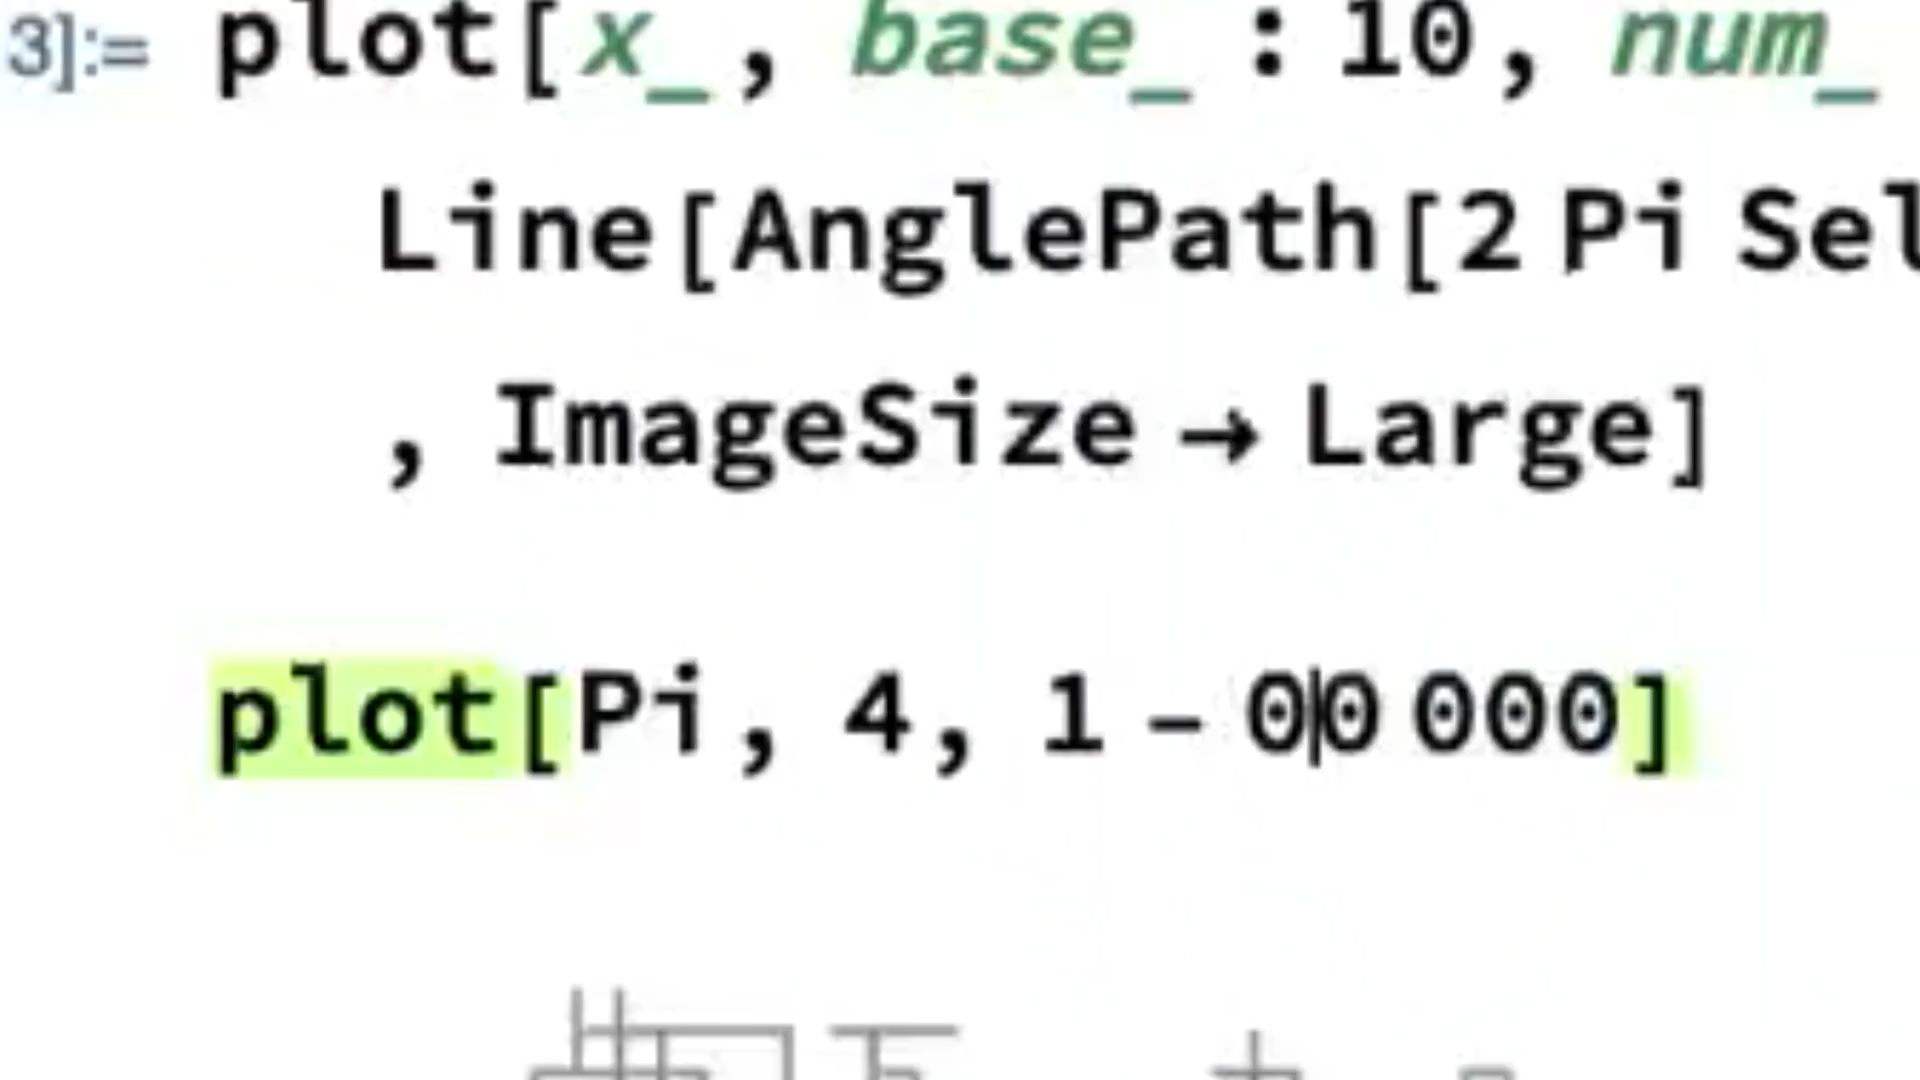 3]:= plot[x_, base_ : 10, num_
Line[AnglePath[2 Pi Sel
, ImageSize → Large]
plot[Pi, 4, 1 - 00 000]